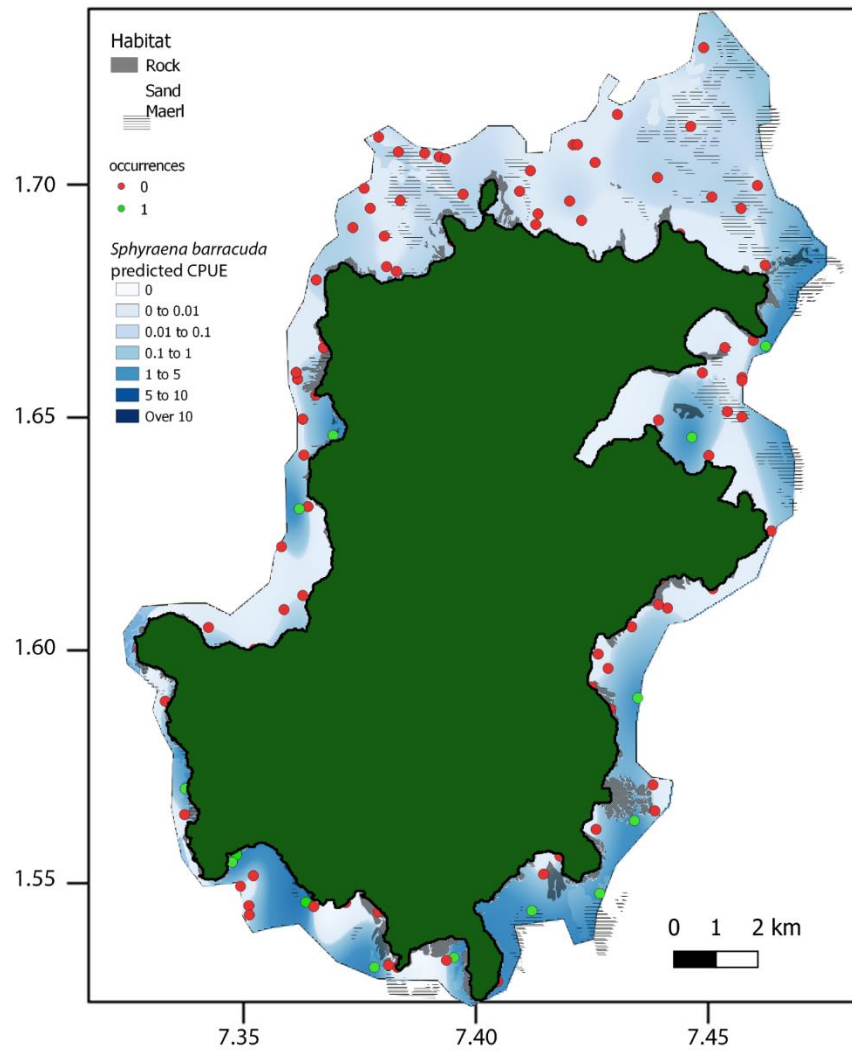 Habitat
Rock
Sand
Maerl
occurrences
0
1
Sphyraena barracuda
predicted CPUE
0
0 to 0.01
0.01 to 0.1
0.1 to 1
1 to 5
5 to 10
Over 10
1.70
1.65
1.60
1.55
0 1 2 km
7.35 7.40 7.45